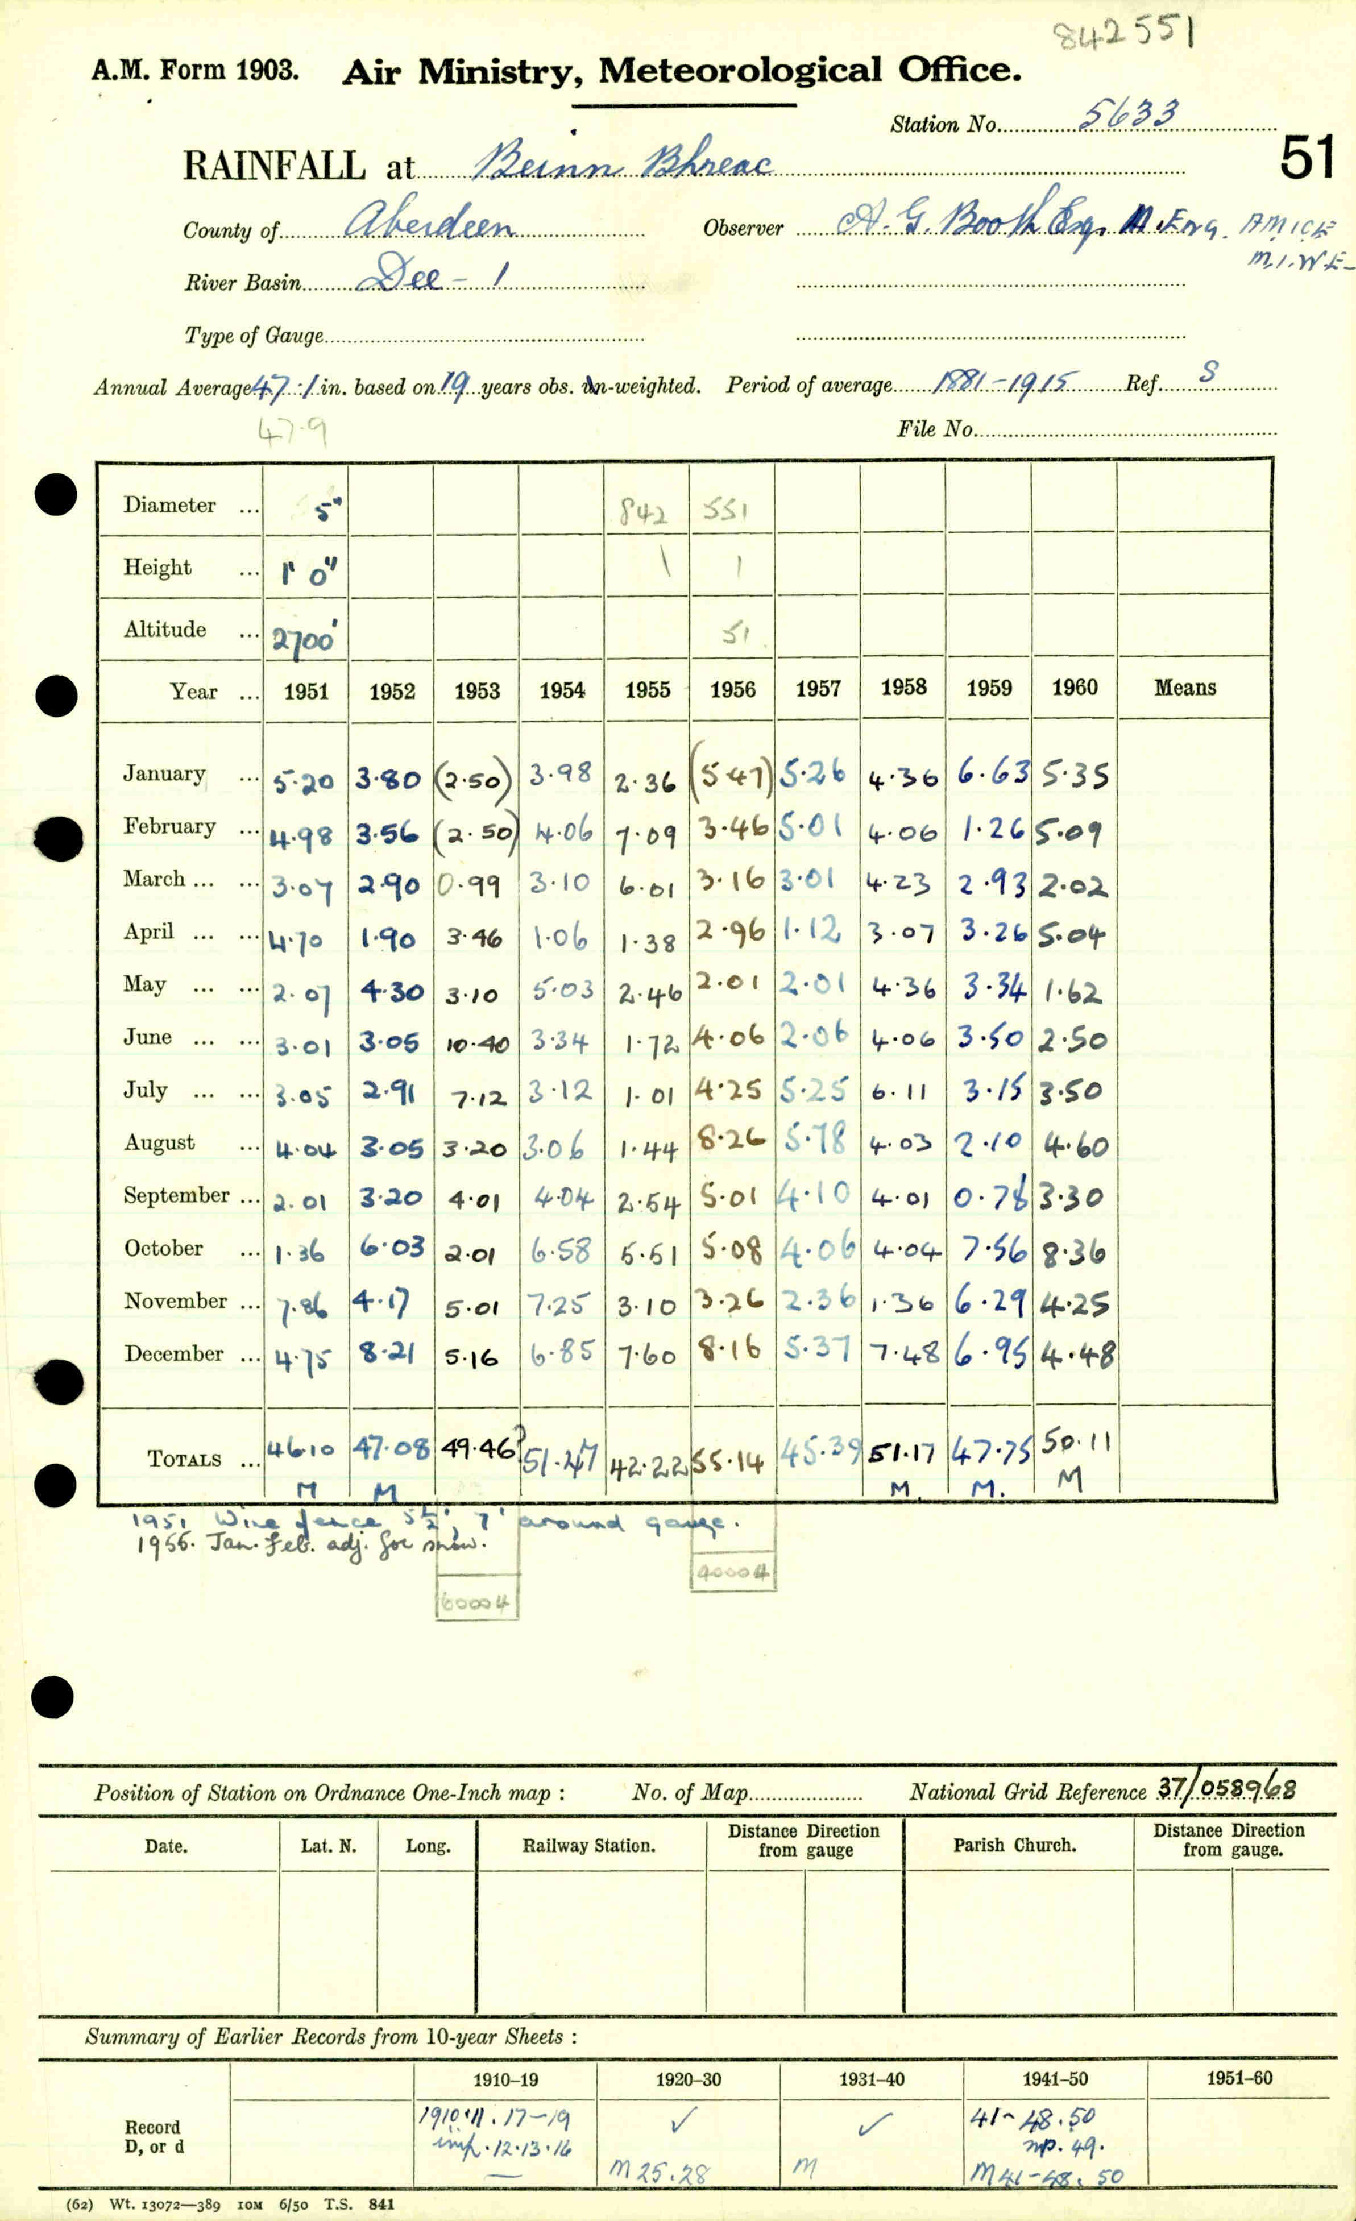 842551
A.M. Form 1903. Air Ministry, Meteorological Office.
Station No. 5633
51
RAINFALL at Beinn Bhreac
County of Aberdeen Observer A. G. Booth Esq. M.Eng. A.M.I.C.E
M.I.W.E
River Basin Dee - 1
Type of Gauge
Annual Average 47.1 in. based on 19 years obs. un-weighted. Period of average 1881-1915 Ref. S
47.9
File No.
Diameter ... 5" 842 551
Height ... 1' 0" 1 1
Altitude ... 2700' 51
Year ... 1951 1952 1953 1954 1955 1956 1957 1958 1959 1960 Means
January ... 5.20 3.80 (2.50) 3.98 2.36 (5.47) 5.26 4.36 6.63 5.35
February ... 4.98 3.56 (2.50) 4.06 7.09 3.46 5.01 4.06 1.26 5.09
March ... ... 3.07 2.90 0.99 3.10 6.01 3.16 3.01 4.23 2.93 2.02
April ... ... 4.70 1.90 3.46 1.06 1.38 2.96 1.12 3.07 3.26 5.04
May ... ... 2.07 4.30 3.10 5.03 2.46 2.01 2.01 4.36 3.34 1.62
June ... ... 3.01 3.05 10.40 3.34 1.72 4.06 2.06 4.06 3.50 2.50
July ... ... 3.05 2.91 7.12 3.12 1.01 4.25 5.25 6.11 3.15 3.50
August ... 4.04 3.05 3.20 3.06 1.44 8.26 5.78 4.03 2.10 4.60
September ... 2.01 3.20 4.01 4.04 2.54 5.01 4.10 4.01 0.78 3.30
October ... 1.36 6.03 2.01 6.58 5.51 5.08 4.06 4.04 7.56 8.36
November ... 7.86 4.17 5.01 7.25 3.10 3.26 2.36 1.36 6.29 4.25
December ... 4.75 8.21 5.16 6.85 7.60 8.16 5.37 7.48 6.95 4.48
TOTALS ... 46.10 47.08 49.46? 51.47 42.22 55.14 45.39 51.17 47.75 50.11
M M M. M. M
1951 Wire fence 5½', 7' around gauge.
1955. Jan. Feb. adj. for snow.
40004
60004
Position of Station on Ordnance One-Inch map : No. of Map National Grid Reference 37/058968
Date. Lat. N. Long. Railway Station. Distance Direction from gauge Parish Church. Distance Direction from gauge.
Summary of Earlier Records from 10-year Sheets :
1910–19 1920–30 1931–40 1941–50 1951–60
Record 1910.11.17-19 ✓ ✓ 41-48.50
D, or d imp.12.13.16 np. 49.
M 25.28 M M41-48.50
(62) Wt. 13072—389 10M 6/50 T.S. 841